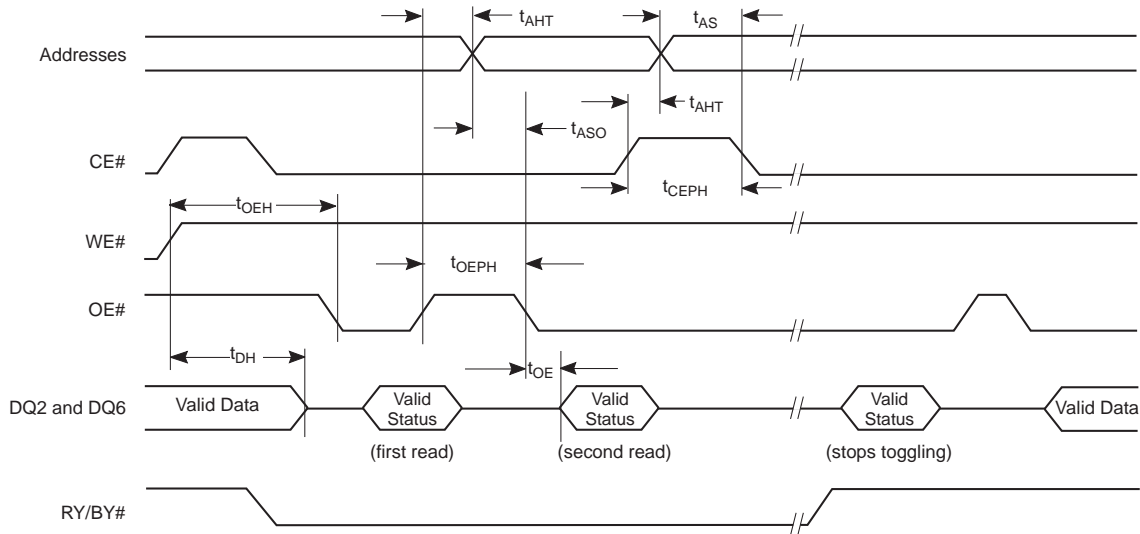 tAHT
tAS
Addresses
tAHT
tASO
CE#
tCEPH
tOEH
WE#
tOEPH
OE#
tDH
tOE
DQ2 and DQ6
Valid Data
Valid
Status
Valid
Status
Valid
Status
Valid Data
(first read)
(second read)
(stops toggling)
RY/BY#